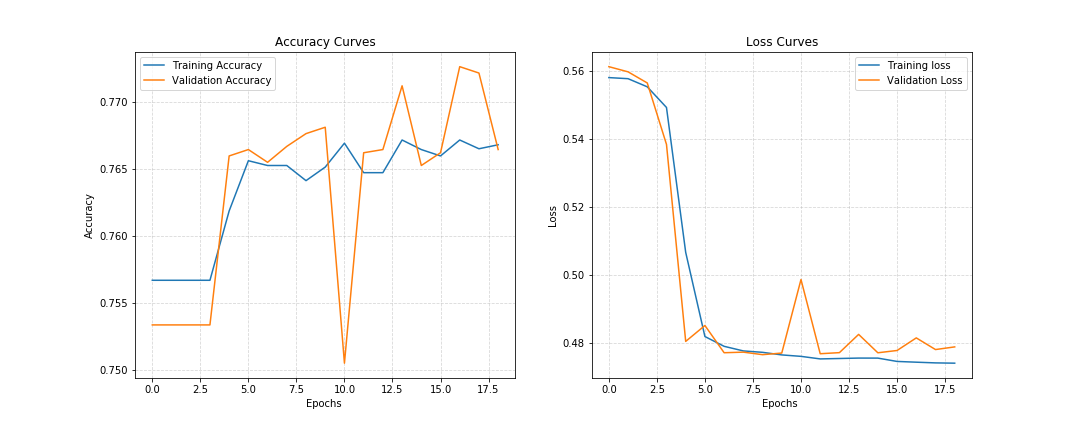 Accuracy Curves
Training Accuracy
Validation Accuracy
0.770
0.765
0.760
0.755
0.750
Accuracy
0.0 2.5 5.0 7.5 10.0 12.5 15.0 17.5
Epochs
Loss Curves
Training loss
Validation Loss
0.56
0.54
0.52
0.50
0.48
Loss
0.0 2.5 5.0 7.5 10.0 12.5 15.0 17.5
Epochs